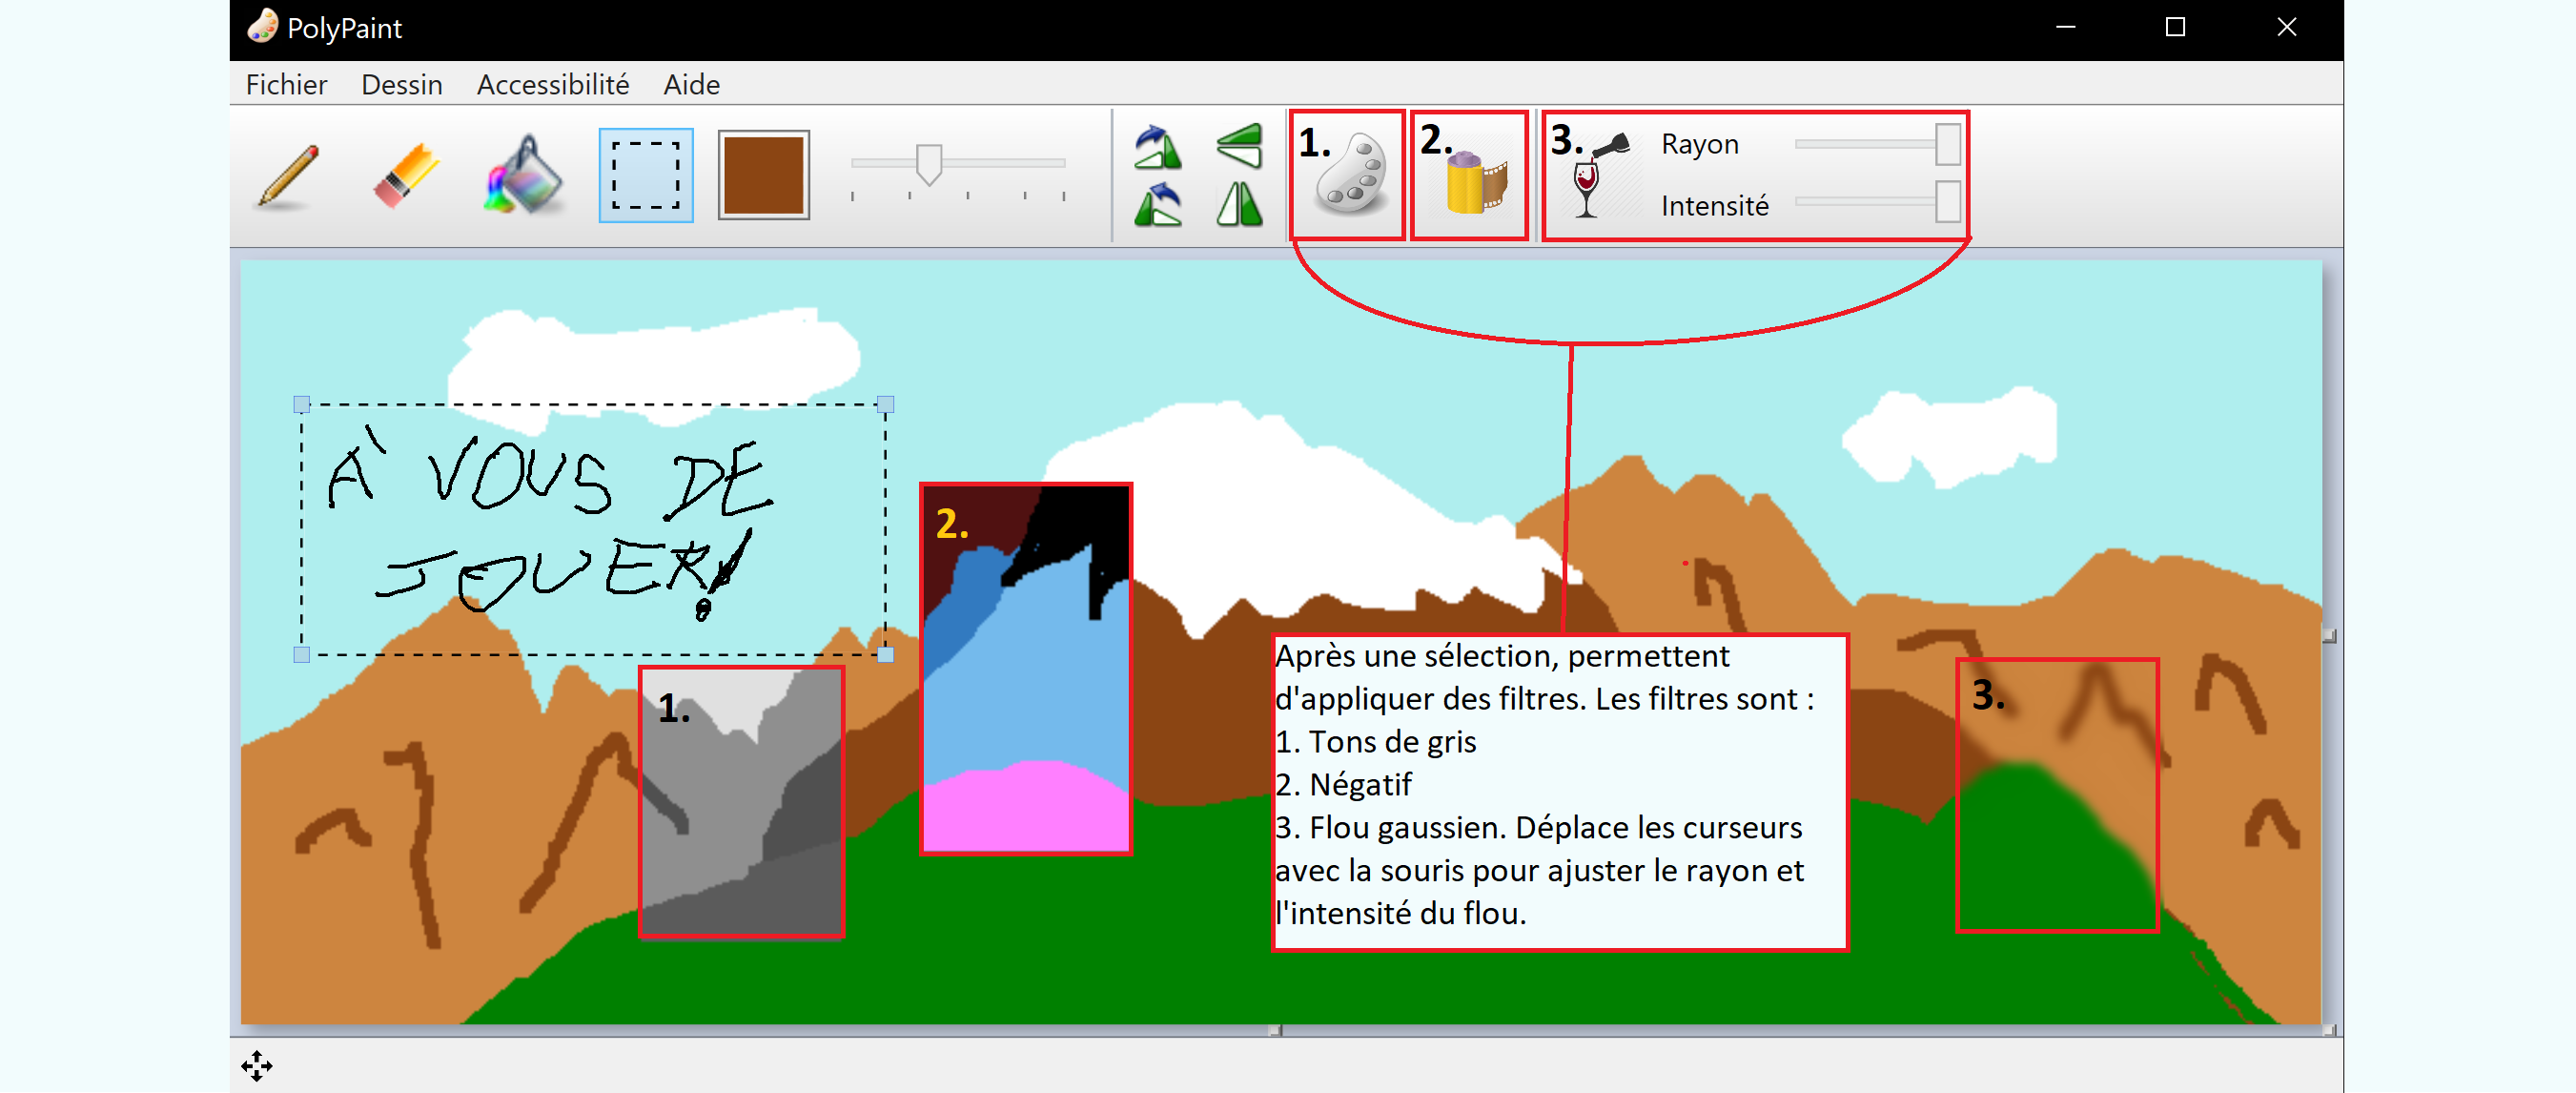 PolyPaint
Fichier Dessin Accessibilité Aide
1. 2. 3. Rayon
Intensité
À VOUS DE
JOUER!
2.
1.
3.
Après une sélection, permettent
d'appliquer des filtres. Les filtres sont :
1. Tons de gris
2. Négatif
3. Flou gaussien. Déplace les curseurs
avec la souris pour ajuster le rayon et
l'intensité du flou.